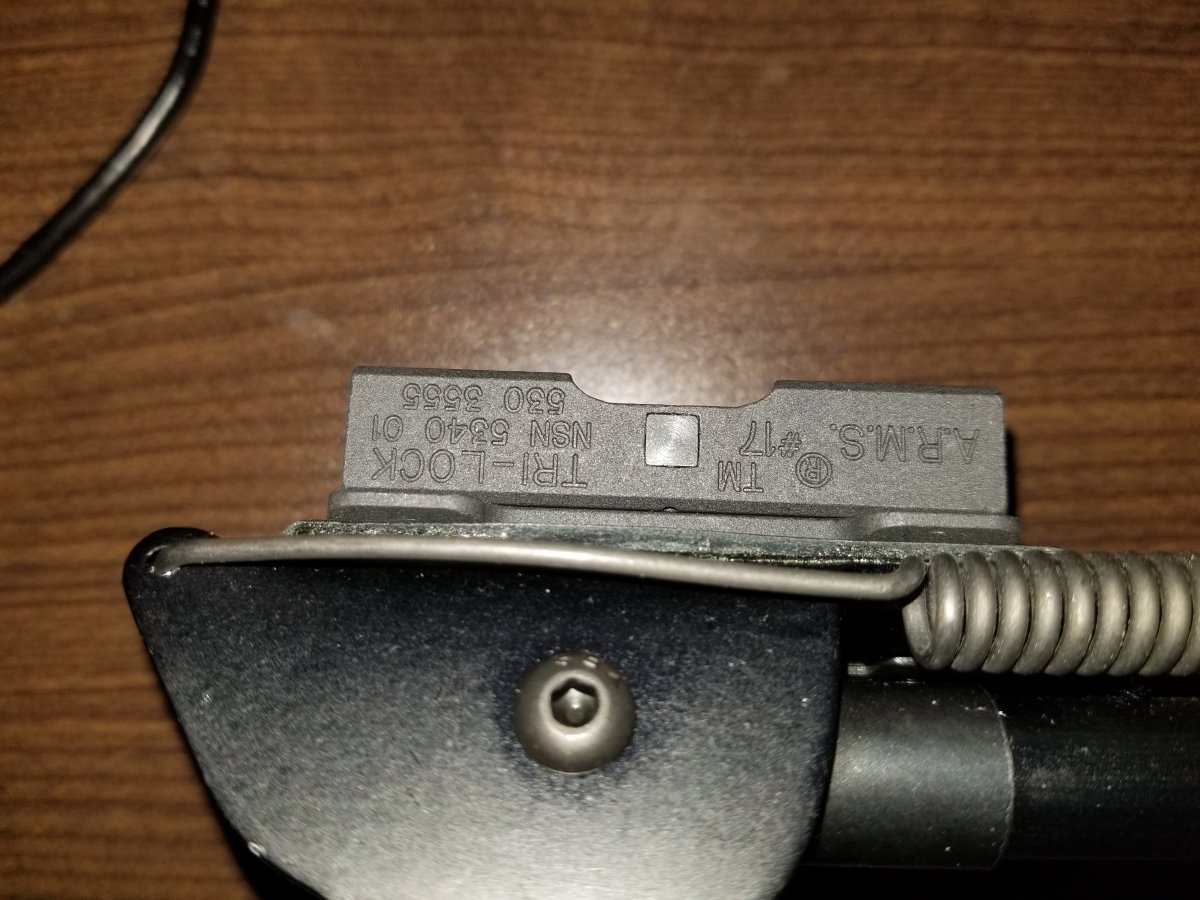 A.R.M.S.® #17 TM
TRI-LOCK
NSN 5340 01
530 3555